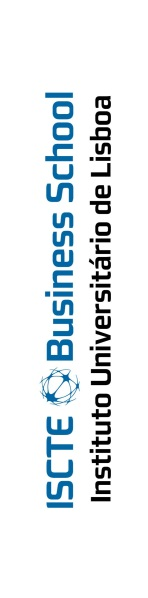 ISCTE Business School
Instituto Universitário de Lisboa